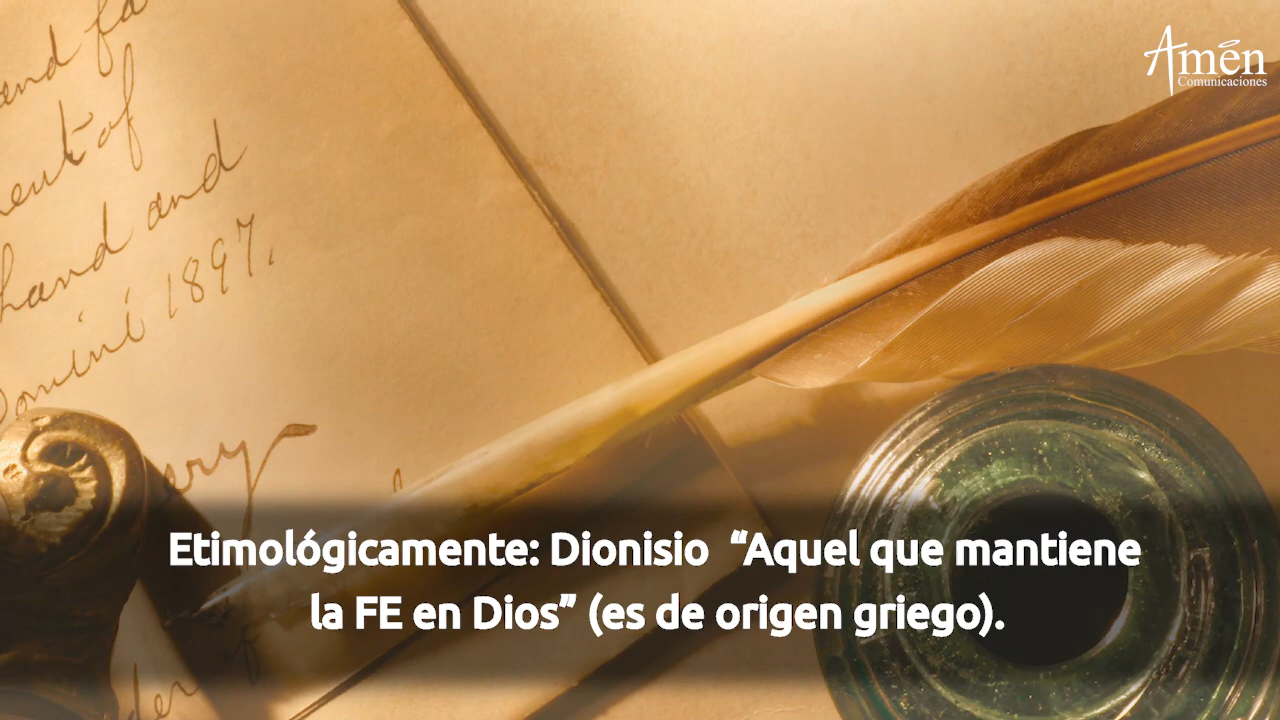 and fa
ent of
hand and
Domini 1897.
ery
Amén
Comunicaciones
Etimológicamente: Dionisio “Aquel que mantiene
la FE en Dios” (es de origen griego).